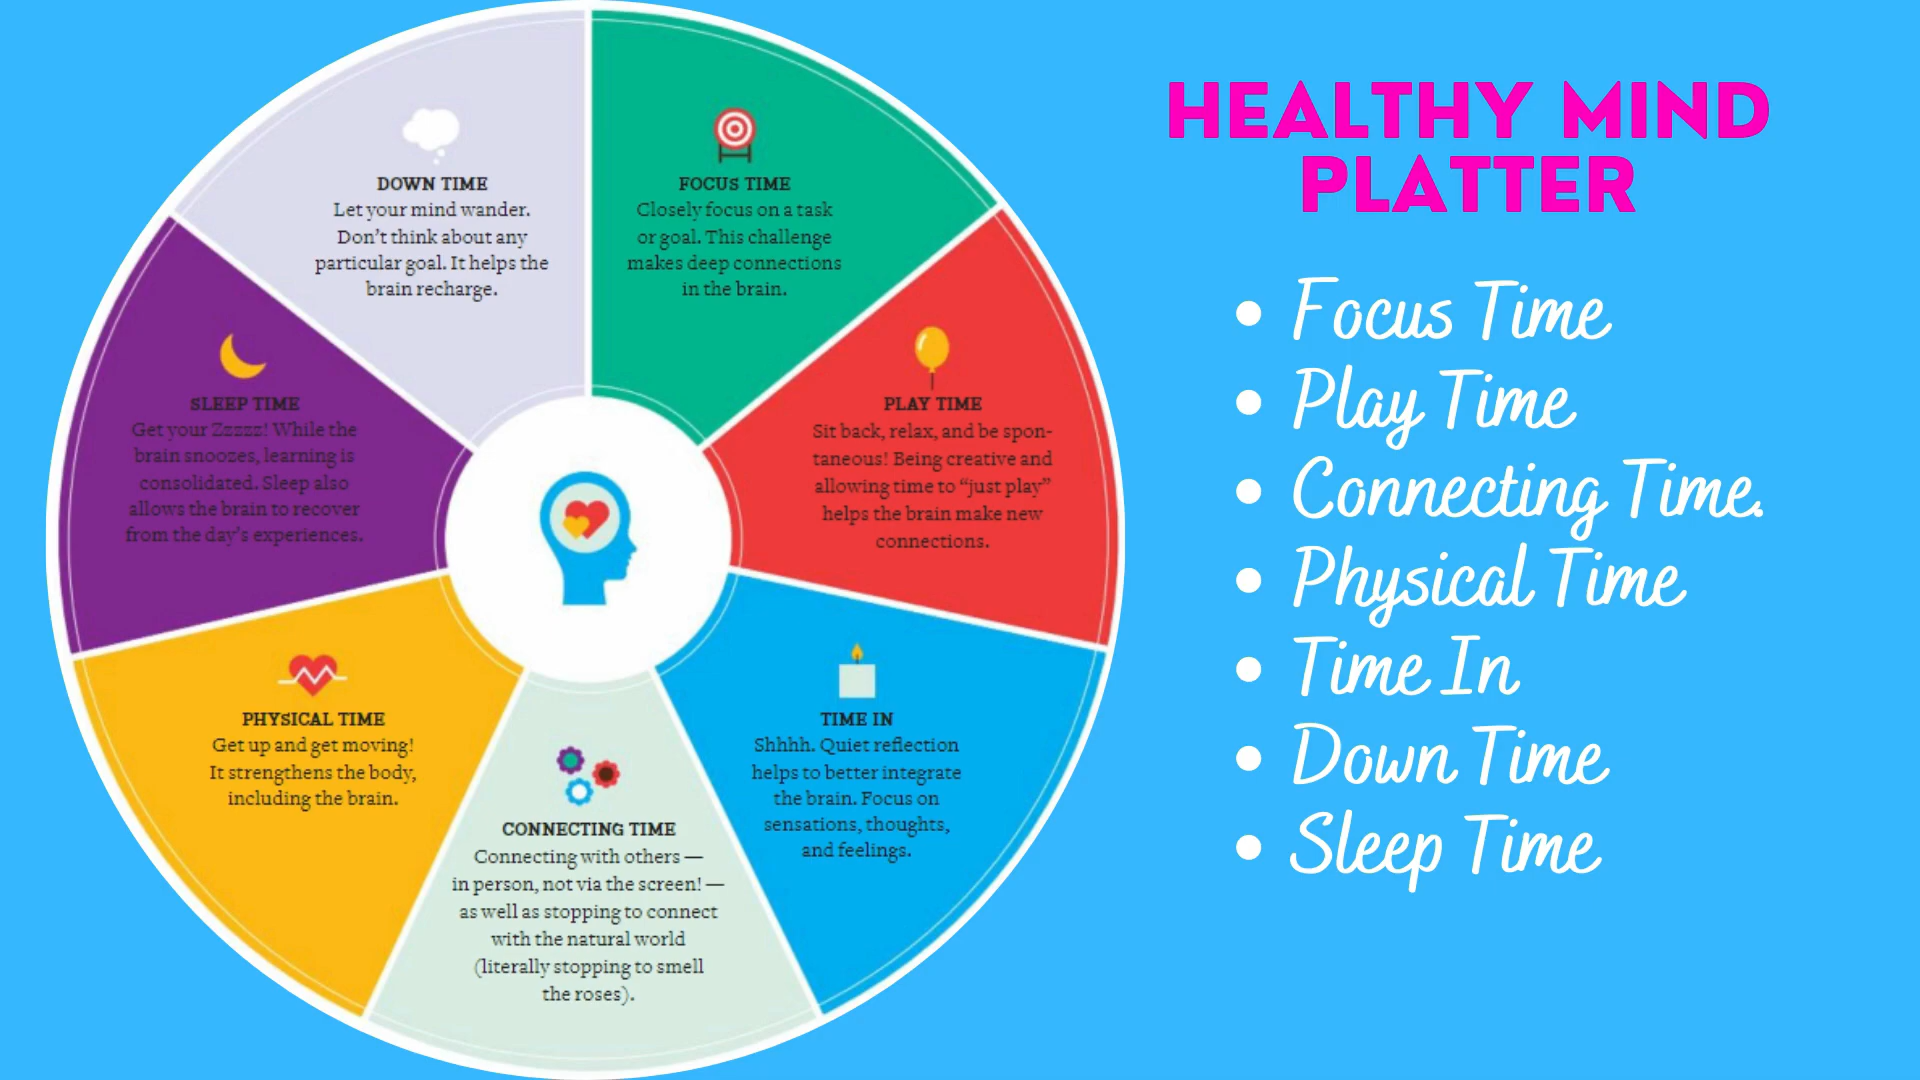 DOWN TIME
Let your mind wander.
Don't think about any
particular goal. It helps the
brain recharge.
FOCUS TIME
Closely focus on a task
or goal. This challenge
makes deep connections
in the brain.
PLAY TIME
Sit back, relax, and be spon-
taneous! Being creative and
allowing time to “just play”
helps the brain make new
connections.
TIME IN
Shhhh. Quiet reflection
helps to better integrate
the brain. Focus on
sensations, thoughts,
and feelings.
CONNECTING TIME
Connecting with others —
in person, not via the screen! —
as well as stopping to connect
with the natural world
(literally stopping to smell
the roses).
PHYSICAL TIME
Get up and get moving!
It strengthens the body,
including the brain.
SLEEP TIME
Get your Zzzzz! While the
brain snoozes, learning is
consolidated. Sleep also
allows the brain to recover
from the day's experiences.
HEALTHY MIND
PLATTER
• Focus Time
• Play Time
• Connecting Time.
• Physical Time
• Time In
• Down Time
• Sleep Time